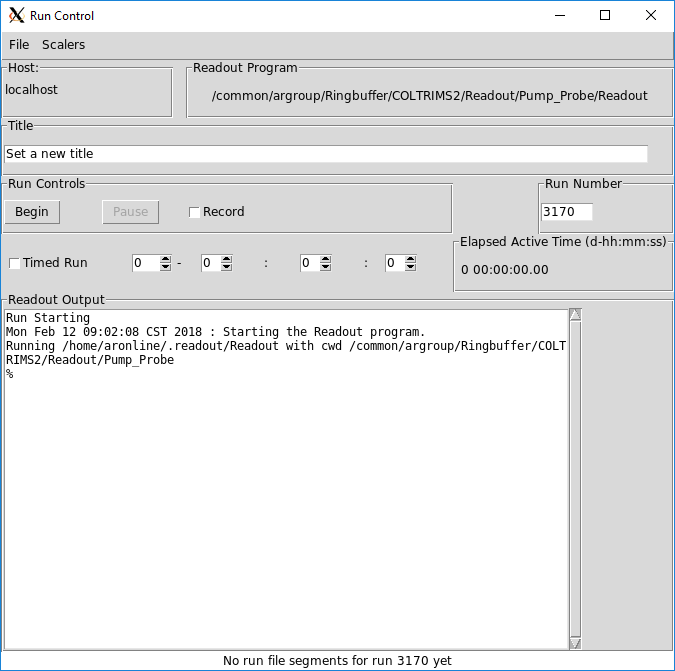 Run Control
File Scalers
Host: Readout Program
localhost /common/argroup/Ringbuffer/COLTRIMS2/Readout/Pump_Probe/Readout
Title
Set a new title
Run Controls Run Number
Begin Pause Record 3170
Elapsed Active Time (d-hh:mm:ss)
Timed Run 0 - 0 : 0 : 0 0 00:00:00.00
Readout Output
Run Starting
Mon Feb 12 09:02:08 CST 2018 : Starting the Readout program.
Running /home/aronline/.readout/Readout with cwd /common/argroup/Ringbuffer/COLT
RIMS2/Readout/Pump_Probe
%
No run file segments for run 3170 yet